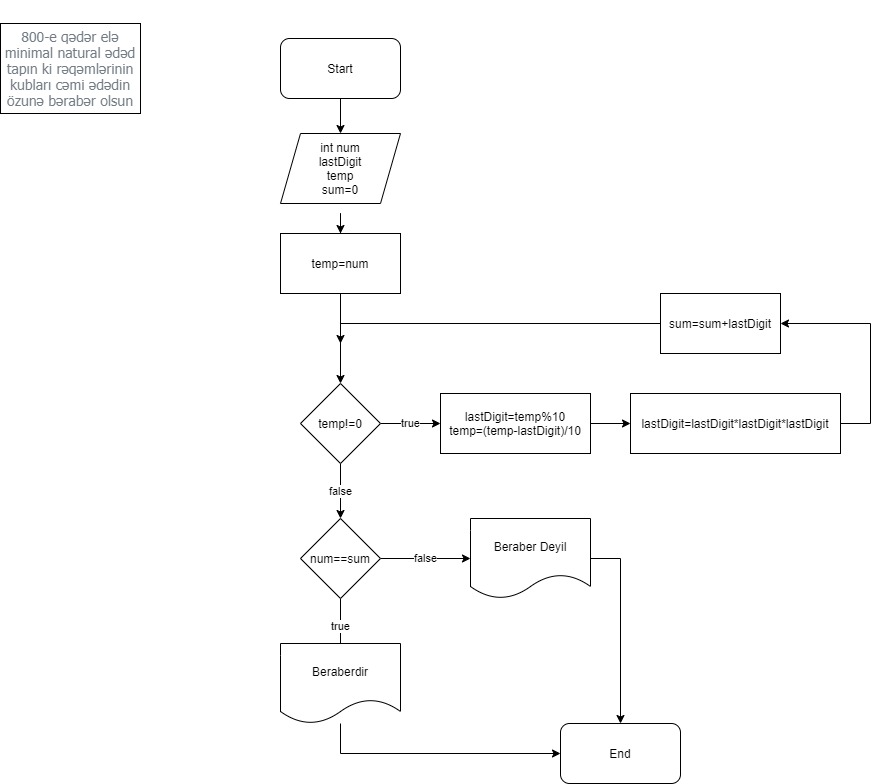 800-e qədər elə
minimal natural ədəd
tapın ki rəqəmlərinin
kubları cəmi ədədin
özunə bərabər olsun
Start
int num
lastDigit
temp
sum=0
temp=num
sum=sum+lastDigit
temp!=0
true
lastDigit=temp%10
temp=(temp-lastDigit)/10
lastDigit=lastDigit*lastDigit*lastDigit
false
num==sum
false
Beraber Deyil
true
Beraberdir
End